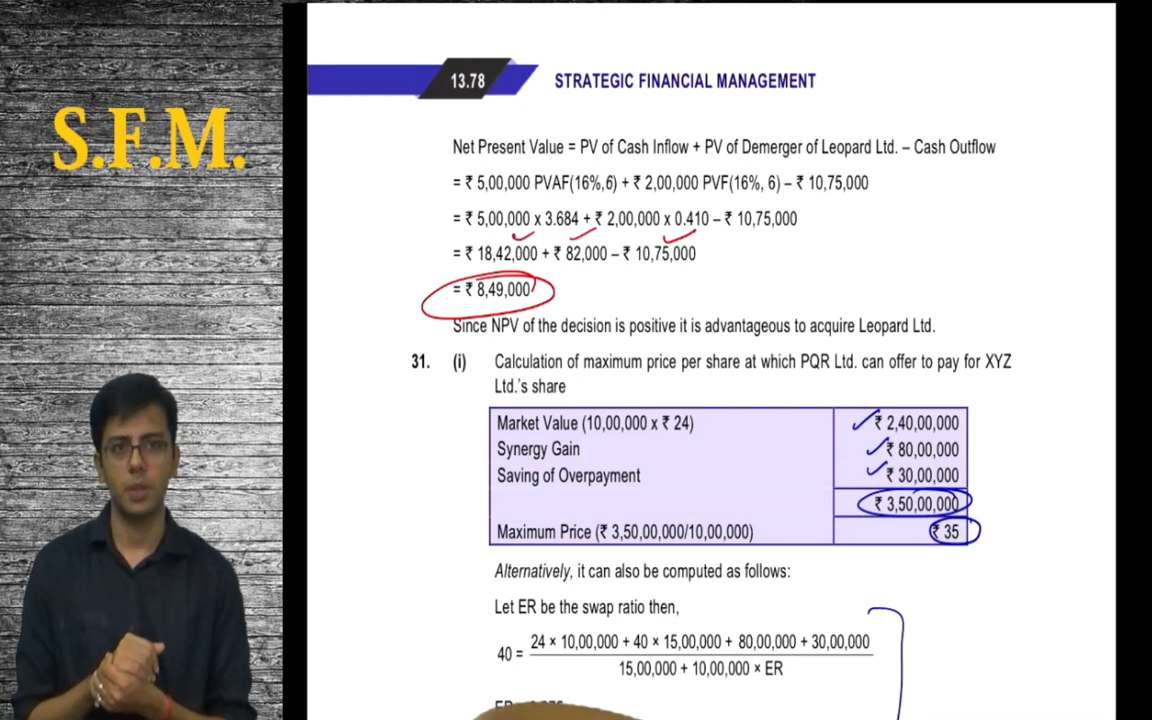 S.F.M.
13.78 STRATEGIC FINANCIAL MANAGEMENT
Net Present Value = PV of Cash Inflow + PV of Demerger of Leopard Ltd. – Cash Outflow
= ₹ 5,00,000 PVAF(16%,6) + ₹ 2,00,000 PVF(16%, 6) – ₹ 10,75,000
= ₹ 5,00,000 x 3.684 + ₹ 2,00,000 x 0.410 – ₹ 10,75,000
= ₹ 18,42,000 + ₹ 82,000 – ₹ 10,75,000
= ₹ 8,49,000
Since NPV of the decision is positive it is advantageous to acquire Leopard Ltd.
31. (i) Calculation of maximum price per share at which PQR Ltd. can offer to pay for XYZ
Ltd.'s share
Market Value (10,00,000 x ₹ 24) ₹ 2,40,00,000
Synergy Gain ₹ 80,00,000
Saving of Overpayment ₹ 30,00,000
₹ 3,50,00,000
Maximum Price (₹ 3,50,00,000/10,00,000) ₹ 35
Alternatively, it can also be computed as follows:
Let ER be the swap ratio then,
40 = 24 × 10,00,000 + 40 × 15,00,000 + 80,00,000 + 30,00,000
15,00,000 + 10,00,000 × ER